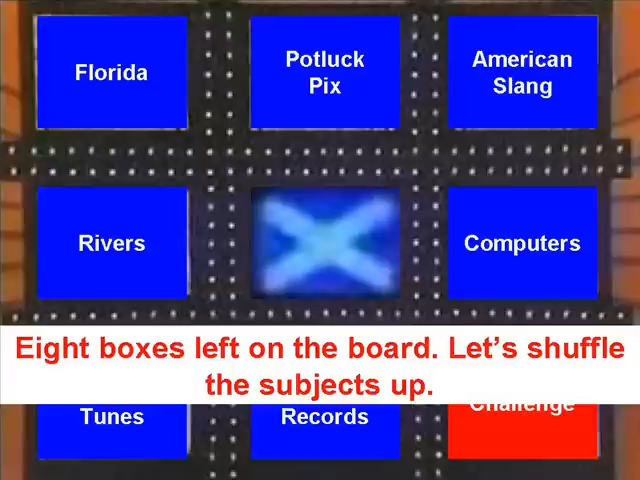 Florida
Potluck
Pix
American
Slang
Rivers
Computers
Eight boxes left on the board. Let's shuffle
the subjects up.
Tunes
Records
Challenge